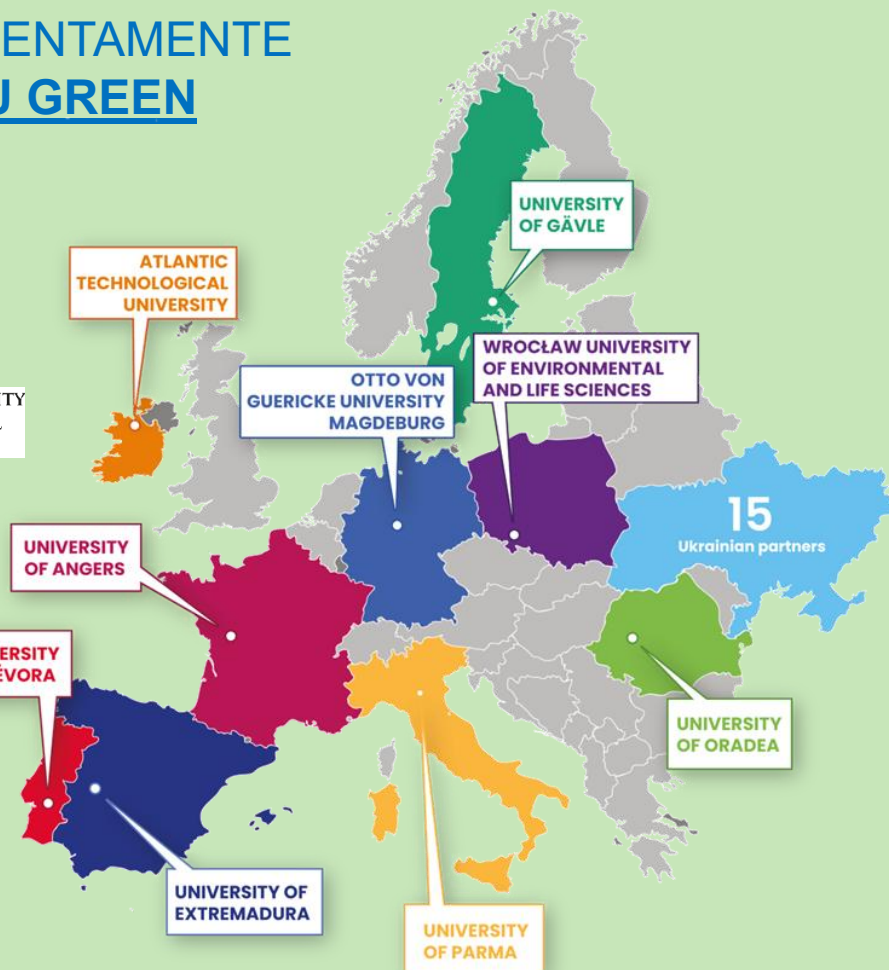 ENTAMENTE
U GREEN
UNIVERSITY
OF GÄVLE
ATLANTIC
TECHNOLOGICAL
UNIVERSITY
WROCŁAW UNIVERSITY
OF ENVIRONMENTAL
AND LIFE SCIENCES
OTTO VON
GUERICKE UNIVERSITY
MAGDEBURG
ITY
15
Ukrainian partners
UNIVERSITY
OF ANGERS
ERSITY
ÉVORA
UNIVERSITY
OF ORADEA
UNIVERSITY OF
EXTREMADURA
UNIVERSITY
OF PARMA